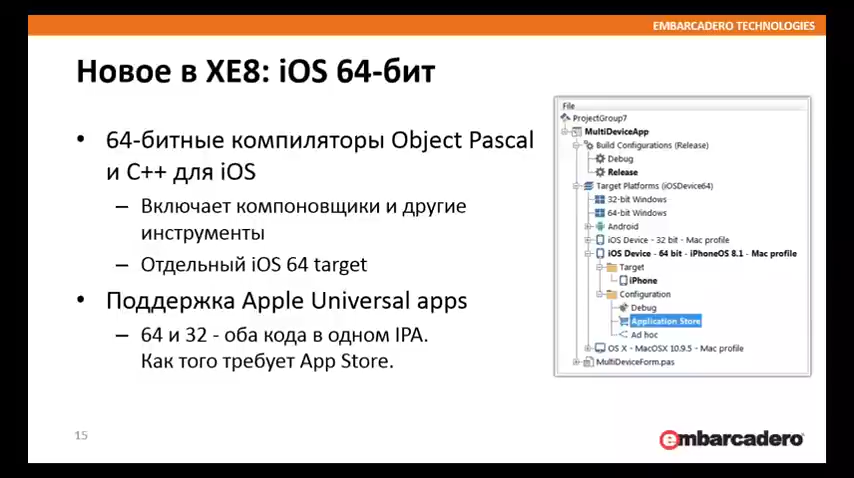 EMBARCADERO TECHNOLOGIES
Новое в XE8: iOS 64-бит
• 64-битные компиляторы Object Pascal
и C++ для iOS
– Включает компоновщики и другие
инструменты
– Отдельный iOS 64 target
• Поддержка Apple Universal apps
– 64 и 32 - оба кода в одном IPA.
Как того требует App Store.
File
ProjectGroup7
MultiDeviceApp
Build Configurations (Release)
Debug
Release
Target Platforms (iOSDevice64)
32-bit Windows
64-bit Windows
Android
iOS Device - 32 bit - Mac profile
iOS Device - 64 bit - iPhoneOS 8.1 - Mac profile
Target
iPhone
Configuration
Debug
Application Store
Ad hoc
OS X - MacOSX 10.9.5 - Mac profile
MultiDeviceForm.pas
15
embarcadero